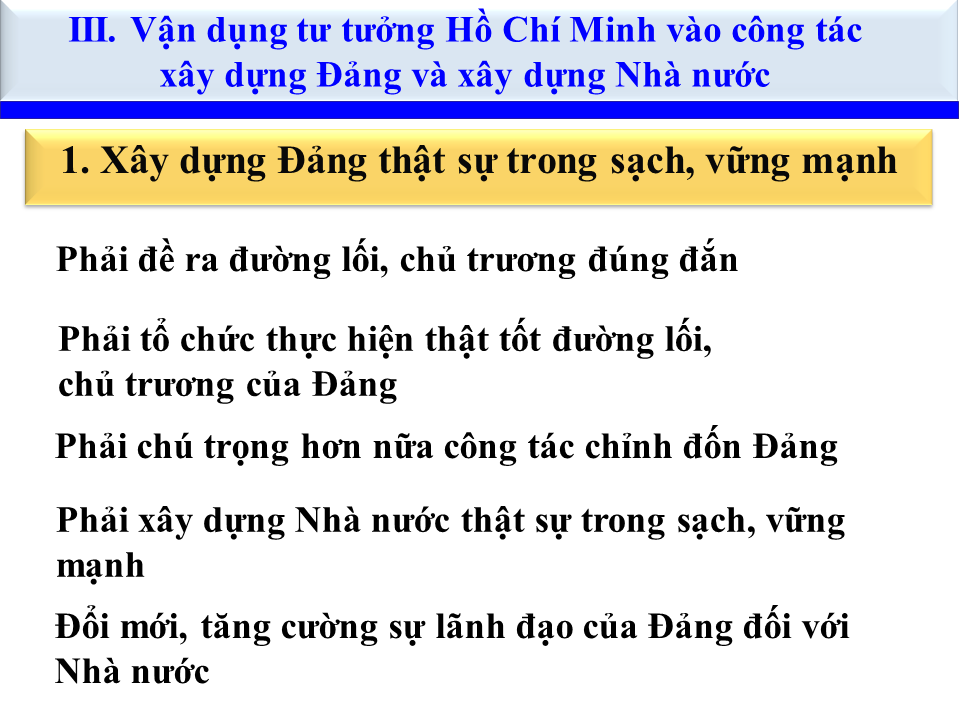 III. Vận dụng tư tưởng Hồ Chí Minh vào công tác
xây dựng Đảng và xây dựng Nhà nước
1. Xây dựng Đảng thật sự trong sạch, vững mạnh
Phải đề ra đường lối, chủ trương đúng đắn
Phải tổ chức thực hiện thật tốt đường lối,
chủ trương của Đảng
Phải chú trọng hơn nữa công tác chỉnh đốn Đảng
Phải xây dựng Nhà nước thật sự trong sạch, vững
mạnh
Đổi mới, tăng cường sự lãnh đạo của Đảng đối với
Nhà nước